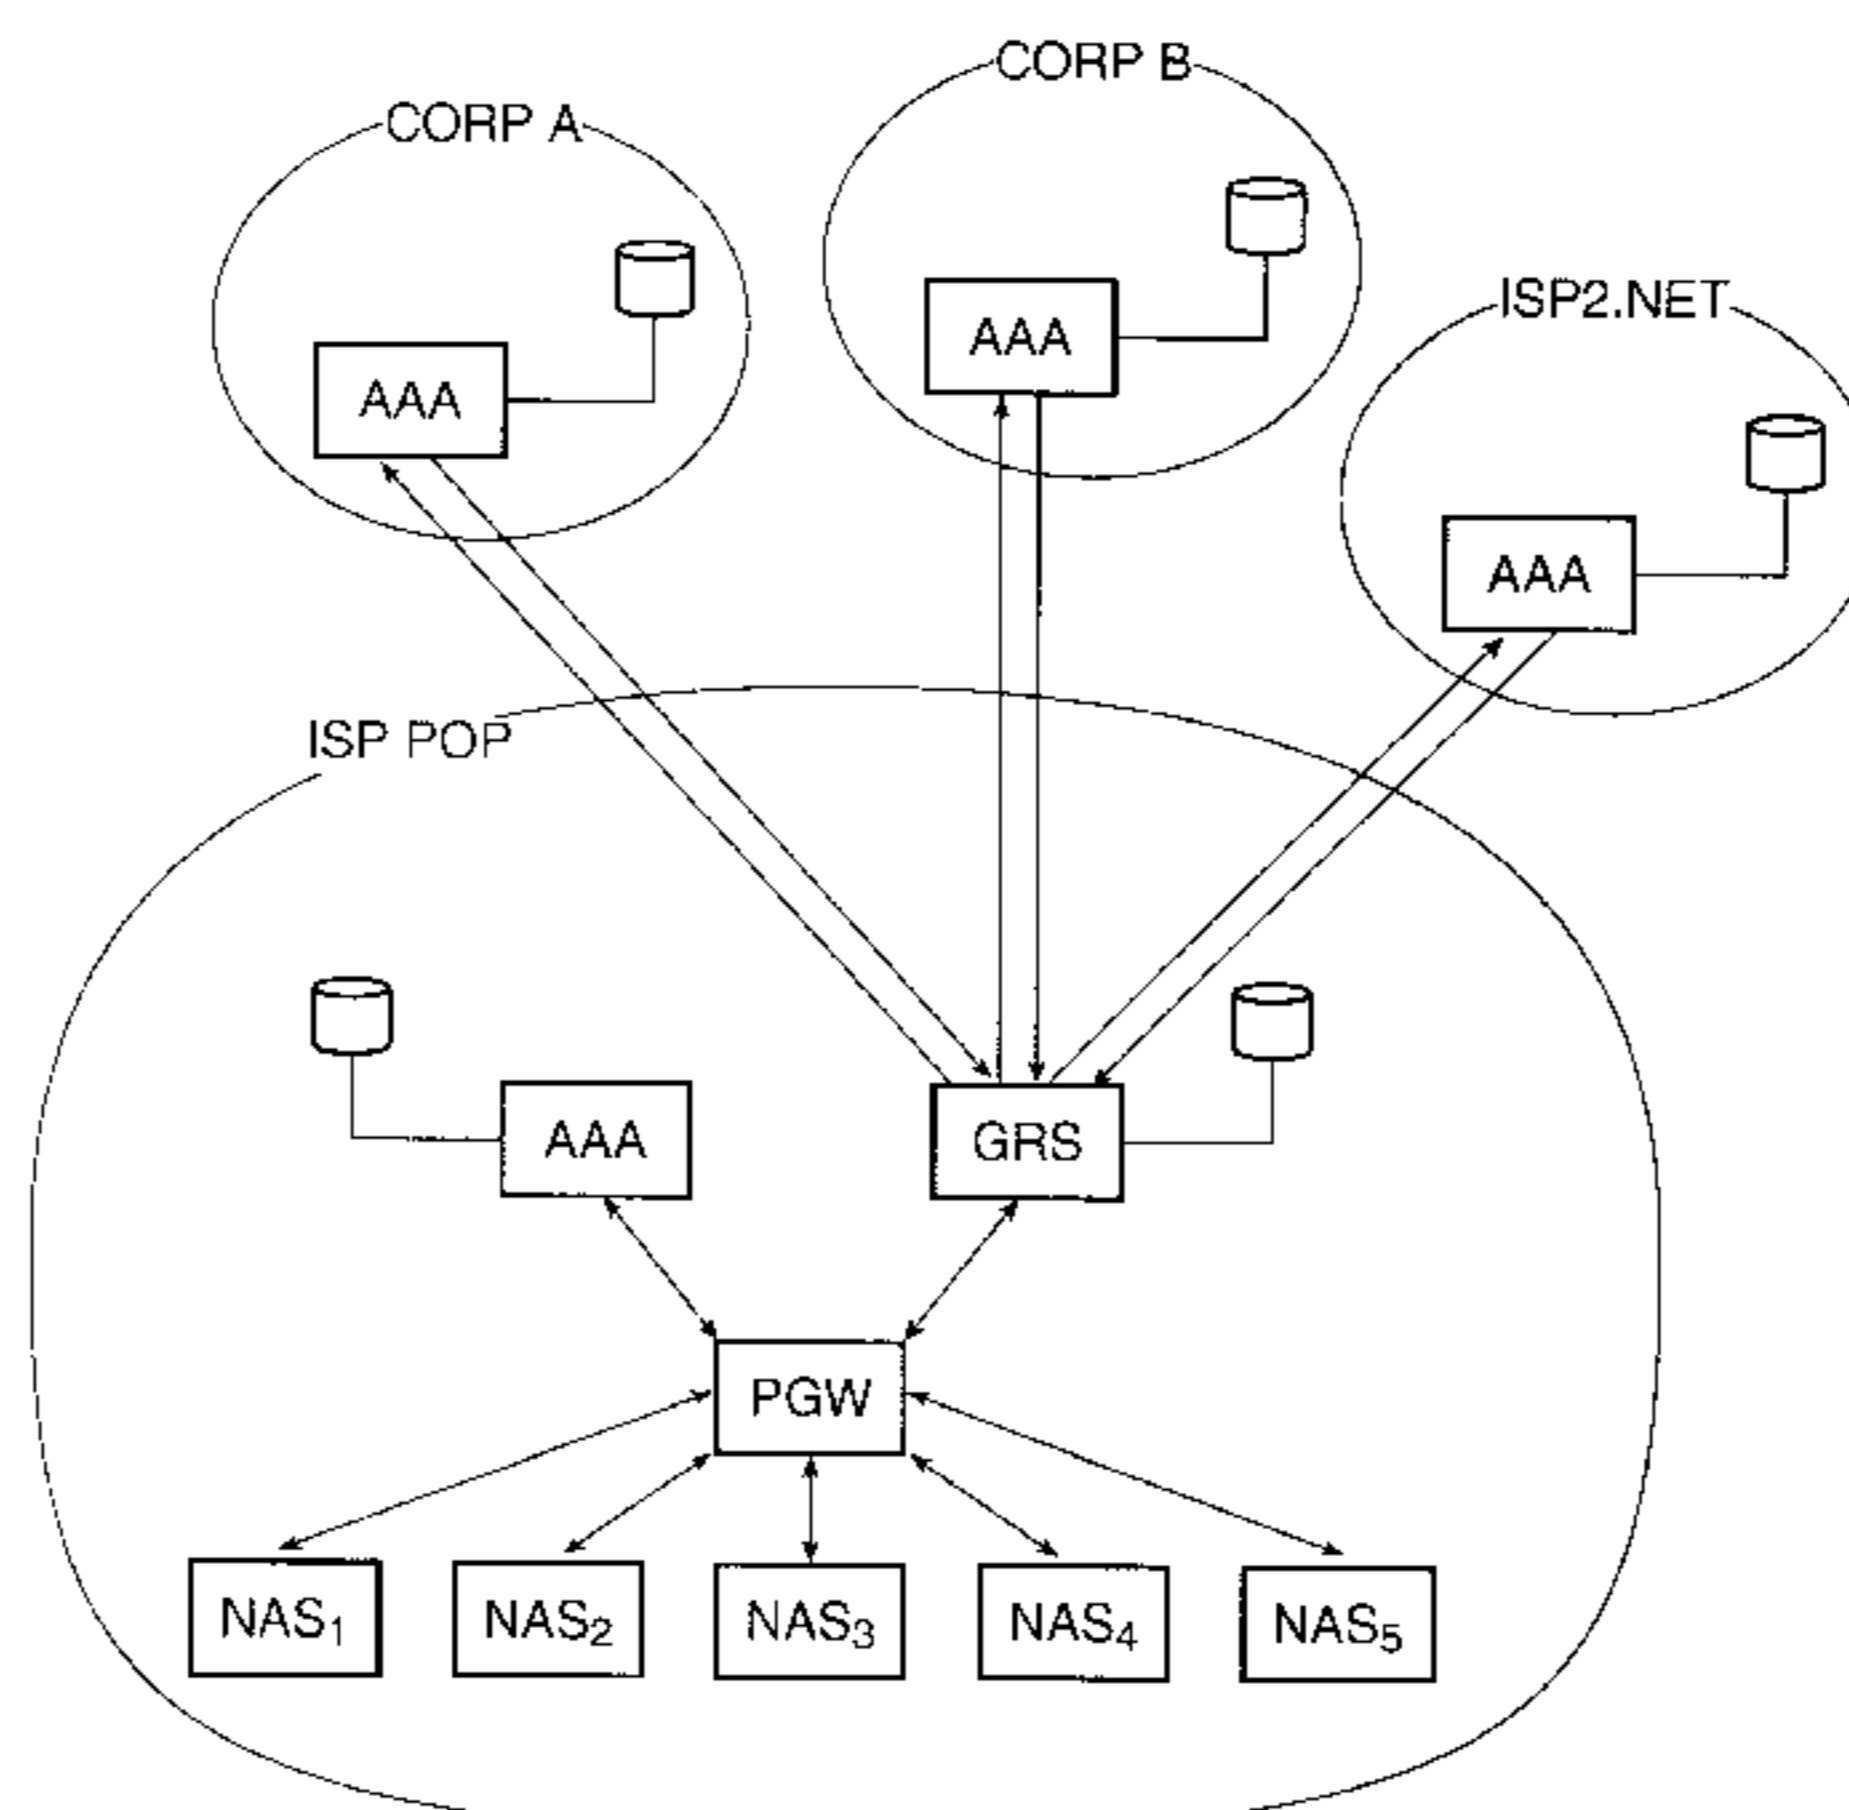 CORP B
CORP A
AAA
ISP2.NET
AAA
AAA
ISP POP
AAA
GRS
PGW
NAS₁
NAS₂
NAS₃
NAS₄
NAS₅